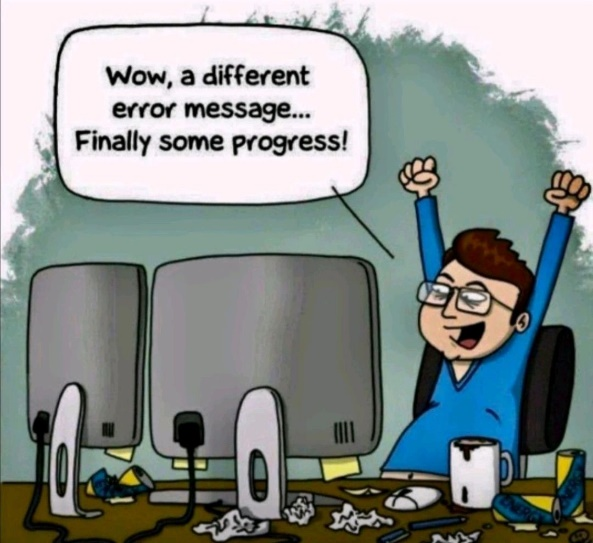 Wow, a different
error message...
Finally some progress!